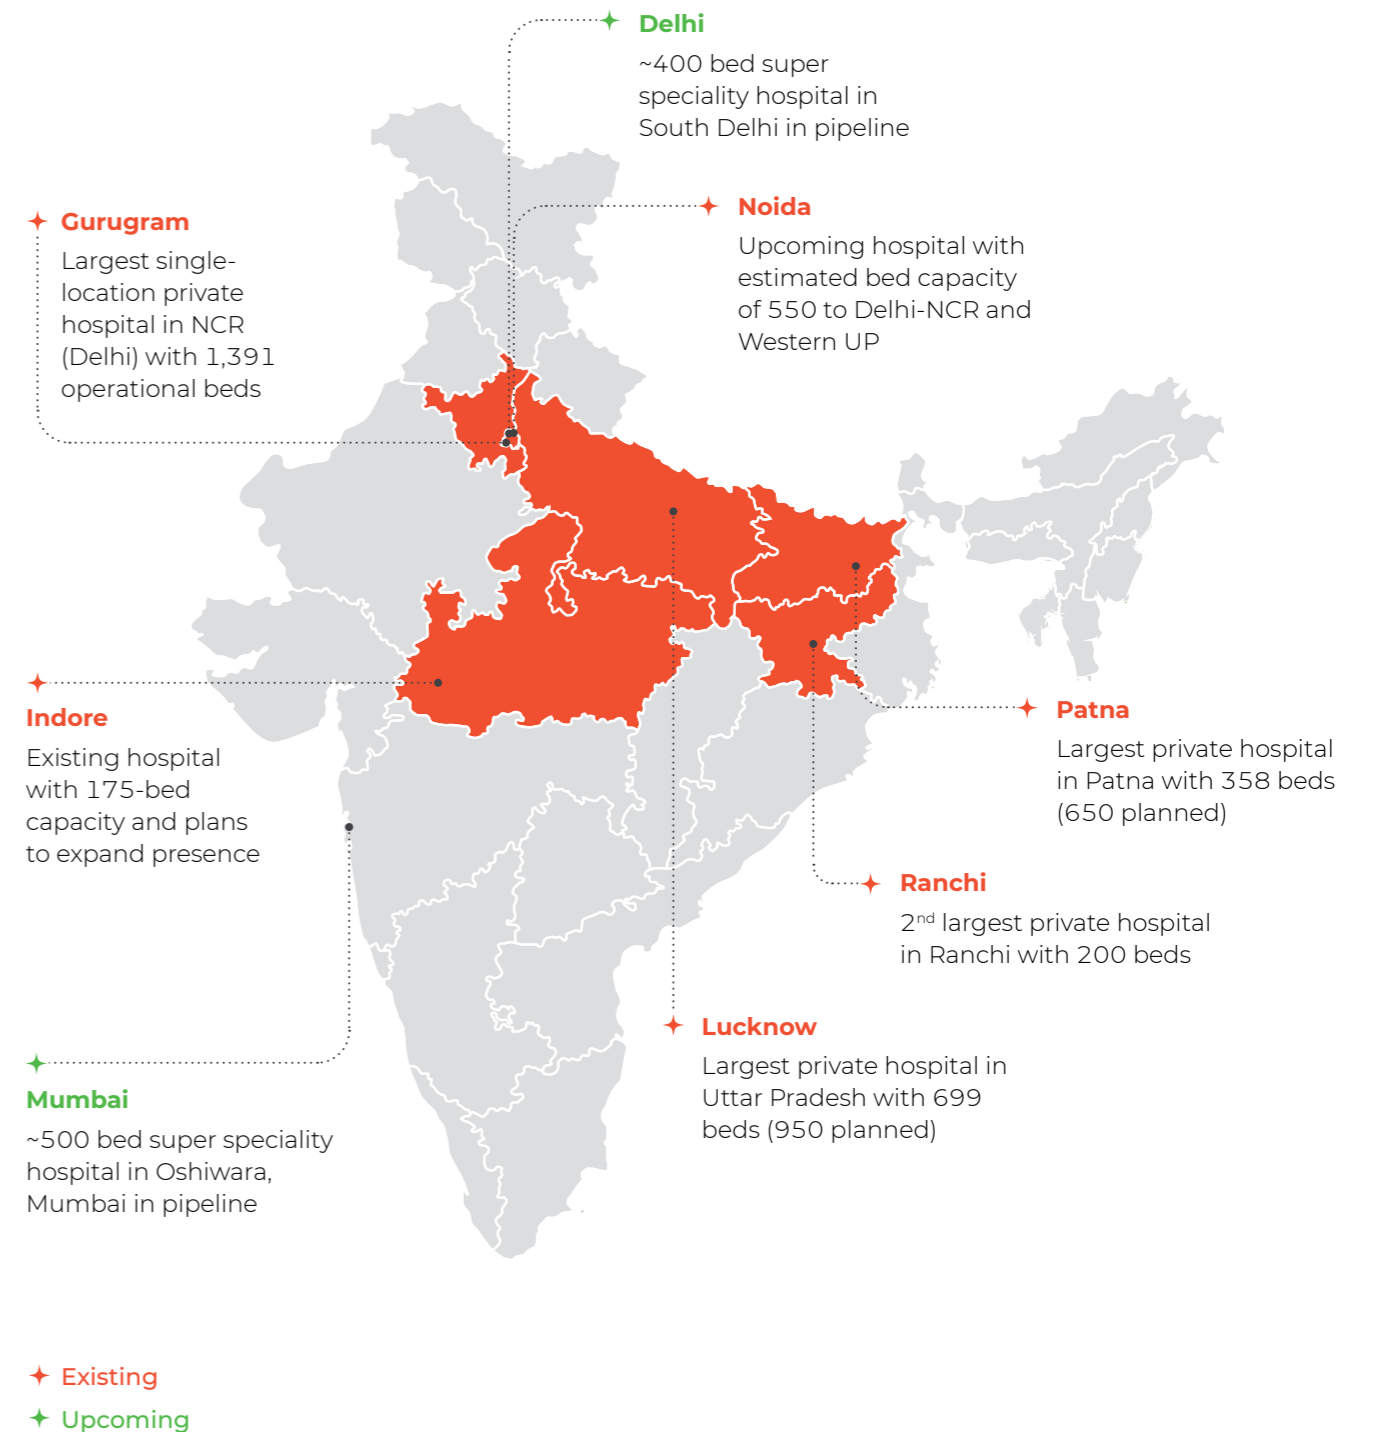 Delhi
~400 bed super
speciality hospital in
South Delhi in pipeline
Noida
Upcoming hospital with
estimated bed capacity
of 550 to Delhi-NCR and
Western UP
Gurugram
Largest single-
location private
hospital in NCR
(Delhi) with 1,391
operational beds
Indore
Existing hospital
with 175-bed
capacity and plans
to expand presence
Patna
Largest private hospital
in Patna with 358 beds
(650 planned)
Ranchi
2nd largest private hospital
in Ranchi with 200 beds
Lucknow
Largest private hospital in
Uttar Pradesh with 699
beds (950 planned)
Mumbai
~500 bed super speciality
hospital in Oshiwara,
Mumbai in pipeline
Existing
Upcoming